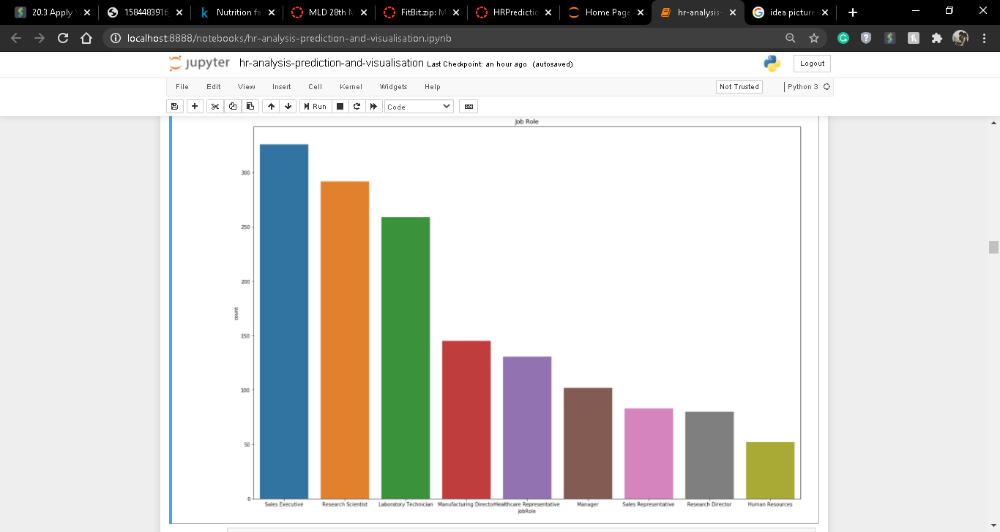 20.3 Apply Y
1584483916
Nutrition fa
MLD 28th M
FitBit.zip: M
HRPredictio
Home Page
hr-analysis-
idea picture
localhost:8888/notebooks/hr-analysis-prediction-and-visualisation.ipynb
jupyter hr-analysis-prediction-and-visualisation Last Checkpoint: an hour ago (autosaved)
Logout
File Edit View Insert Cell Kernel Widgets Help
Not Trusted
Python 3
Run
Code
Job Role
300
250
200
150
100
50
0
count
Sales Executive
Research Scientist
Laboratory Technician
Manufacturing Director
Healthcare Representative
Manager
Sales Representative
Research Director
Human Resources
JobRole